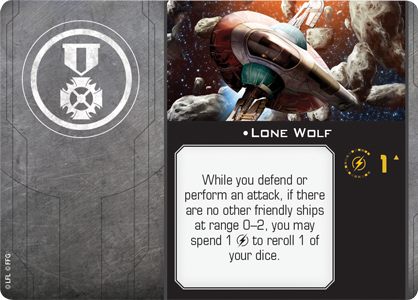 •Lone Wolf
While you defend or
perform an attack, if there
are no other friendly ships
at range 0–2, you may
spend 1 to reroll 1 of
your dice.
1
©LFL ©FFG